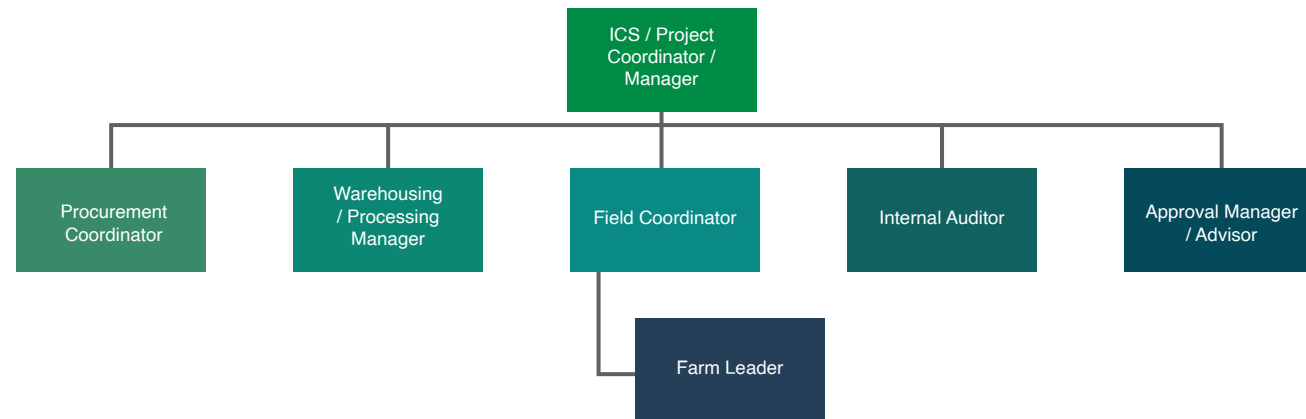 ICS / Project
Coordinator /
Manager
Procurement
Coordinator
Warehousing
/ Processing
Manager
Field Coordinator
Internal Auditor
Approval Manager
/ Advisor
Farm Leader